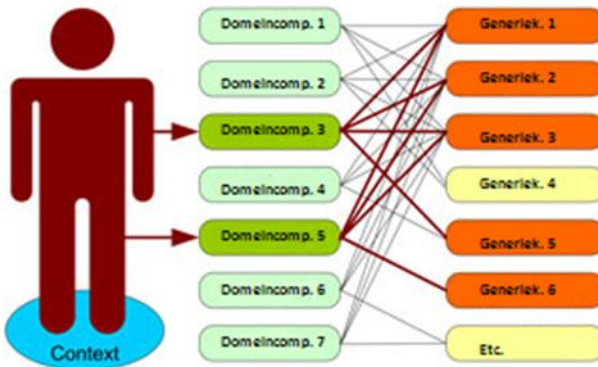 DomeIncomp. 1
Generiek. 1
DomeIncomp. 2
Generiek. 2
DomeIncomp. 3
Generiek. 3
DomeIncomp. 4
Generiek. 4
DomeIncomp. 5
Generiek. 5
DomeIncomp. 6
Generiek. 6
DomeIncomp. 7
Etc.
Context